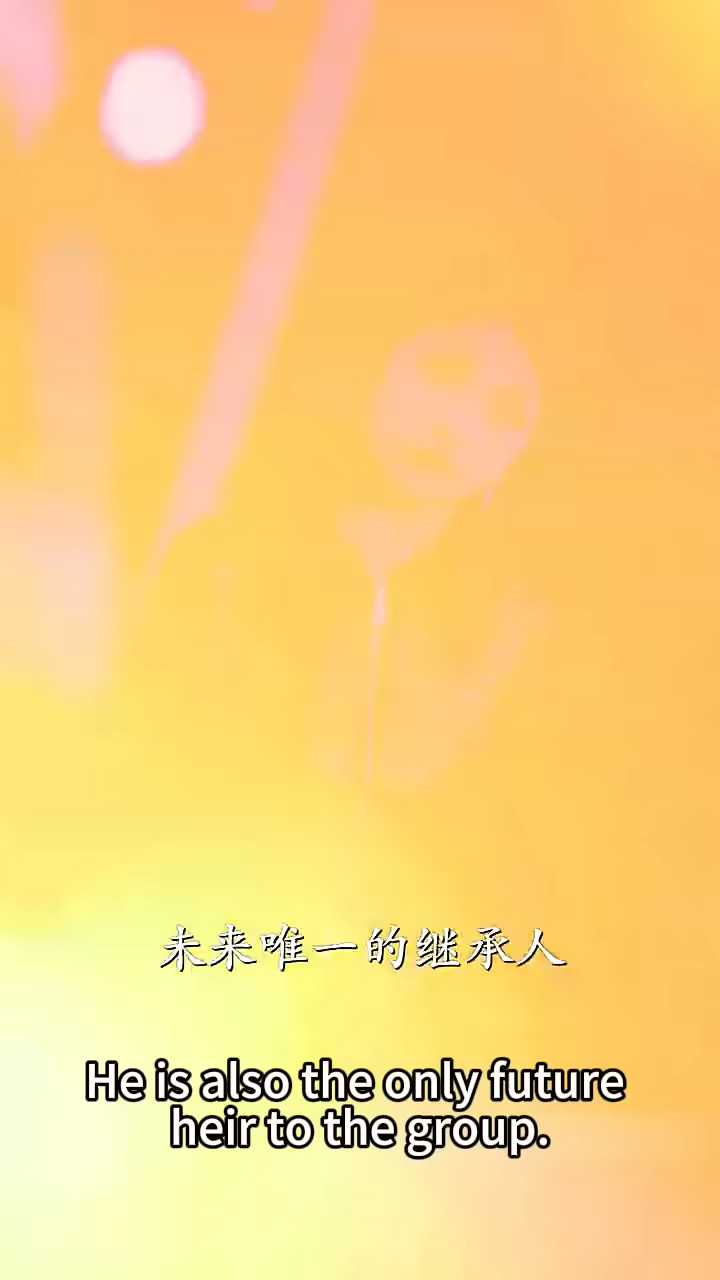 未来唯一的继承人
He is also the only future
heir to the group.